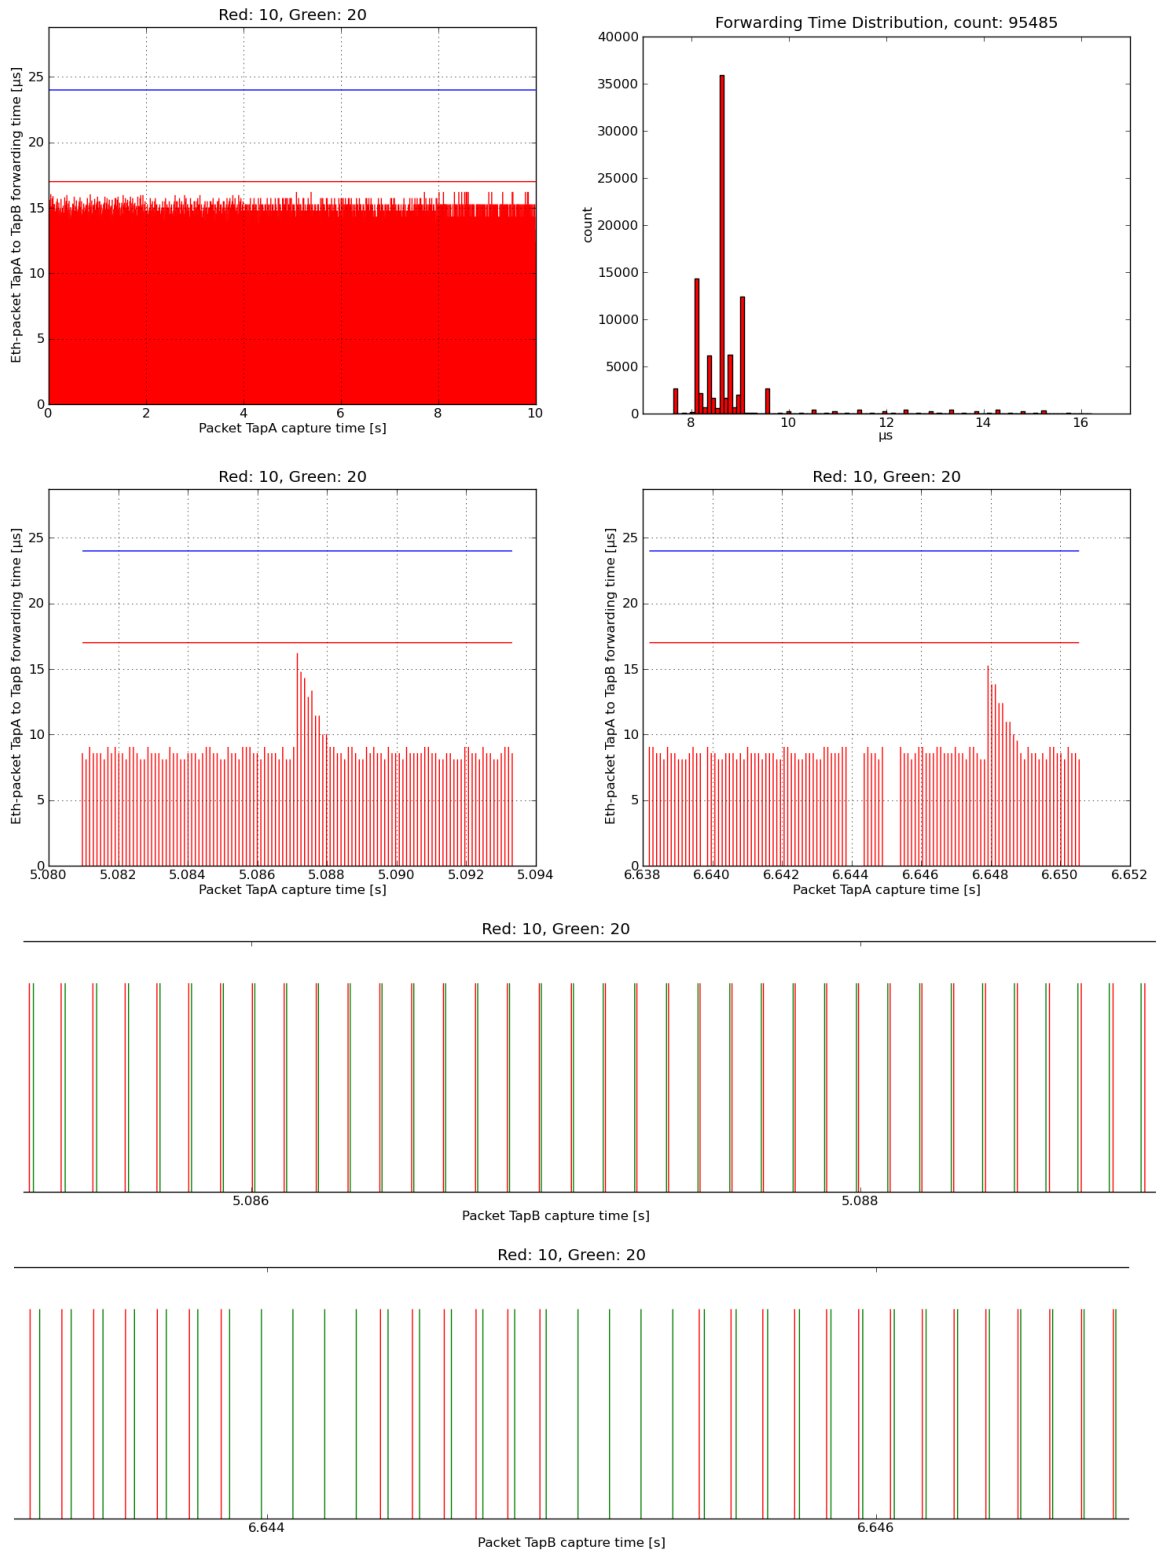 Red: 10, Green: 20
Eth-packet TapA to TapB forwarding time [µs]
25
20
15
10
5
0
0 2 4 6 8 10
Packet TapA capture time [s]
Forwarding Time Distribution, count: 95485
count
40000
35000
30000
25000
20000
15000
10000
5000
0
8 10 12 14 16
µs
Red: 10, Green: 20
Eth-packet TapA to TapB forwarding time [µs]
25
20
15
10
5
0
5.080 5.082 5.084 5.086 5.088 5.090 5.092 5.094
Packet TapA capture time [s]
Red: 10, Green: 20
Eth-packet TapA to TapB forwarding time [µs]
25
20
15
10
5
0
6.638 6.640 6.642 6.644 6.646 6.648 6.650 6.652
Packet TapA capture time [s]
Red: 10, Green: 20
5.086 5.088
Packet TapB capture time [s]
Red: 10, Green: 20
6.644 6.646
Packet TapB capture time [s]